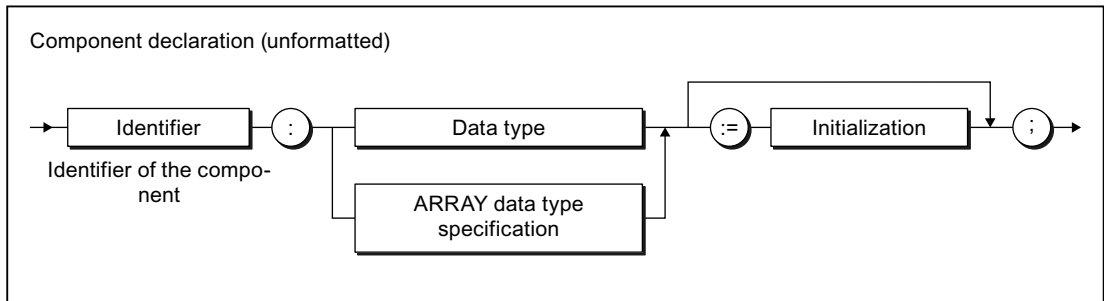 Component declaration (unformatted)
Identifier
:
Data type
:=
Initialization
;
Identifier of the compo-
nent
ARRAY data type
specification